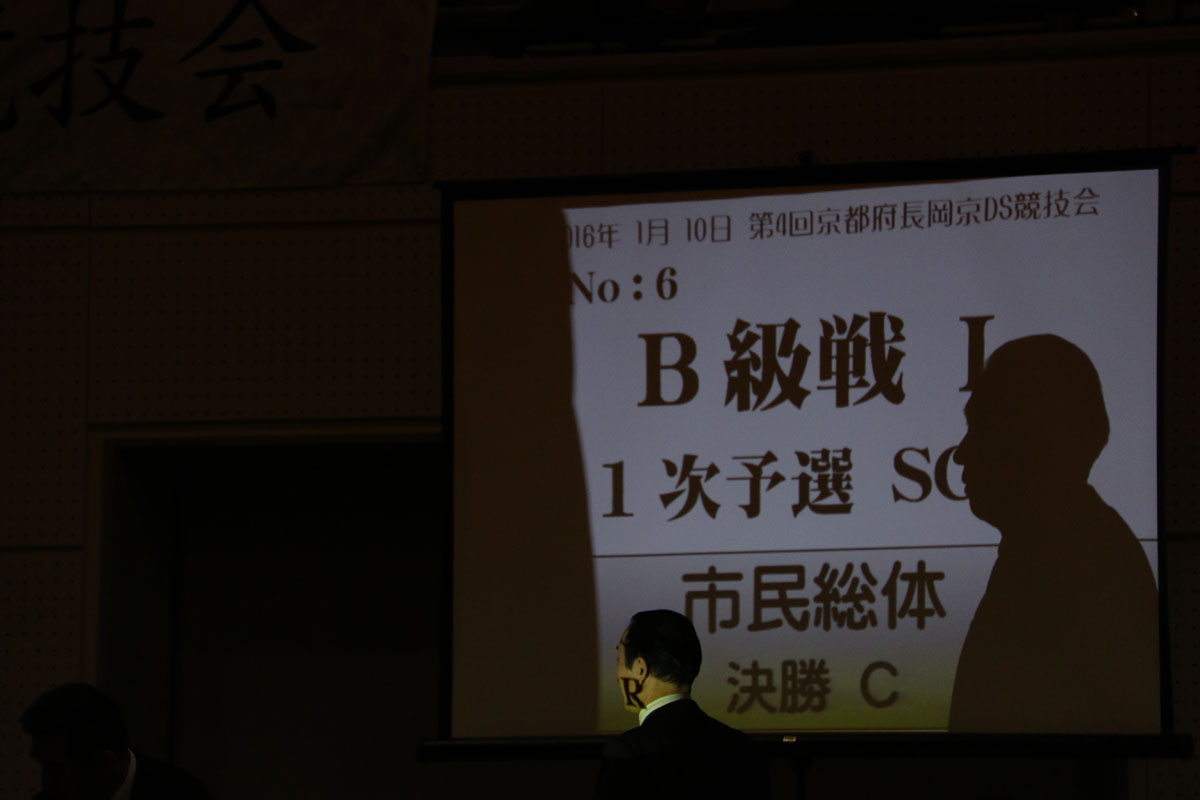 技会
016年 1月 10日 第4回京都府長岡京DS競技会
No:6
B級戦 I
1次予選 SC
市民総体
決勝 C
R